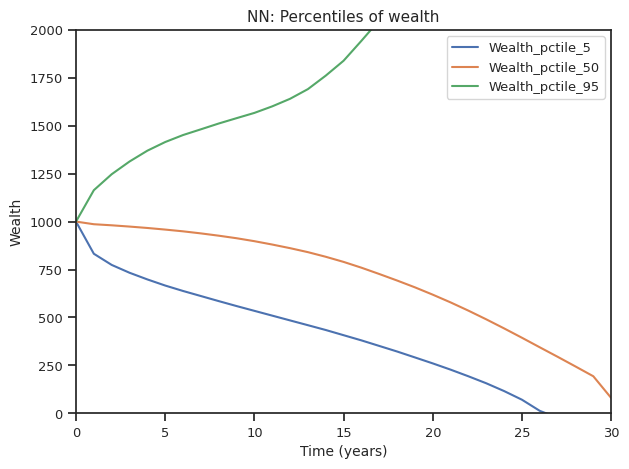 NN: Percentiles of wealth
Wealth_pctile_5
Wealth_pctile_50
Wealth_pctile_95
Wealth
2000
1750
1500
1250
1000
750
500
250
0
0 5 10 15 20 25 30
Time (years)